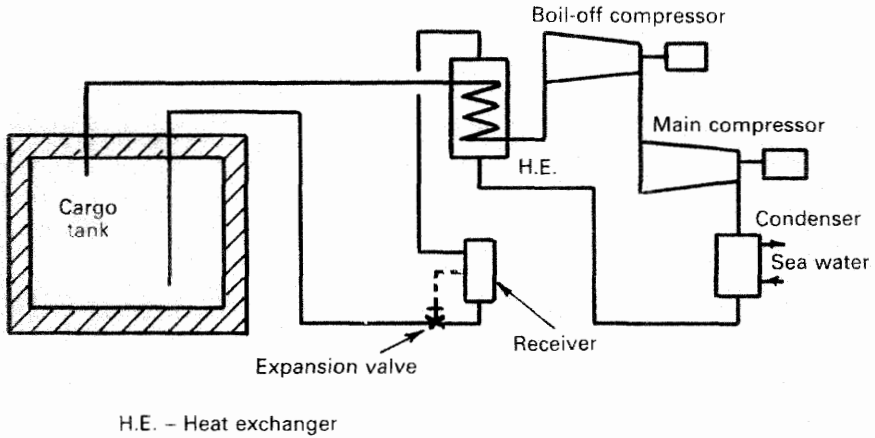 Boil-off compressor
Main compressor
H.E.
Cargo
tank
Condenser
Sea water
Receiver
Expansion valve
H.E. – Heat exchanger